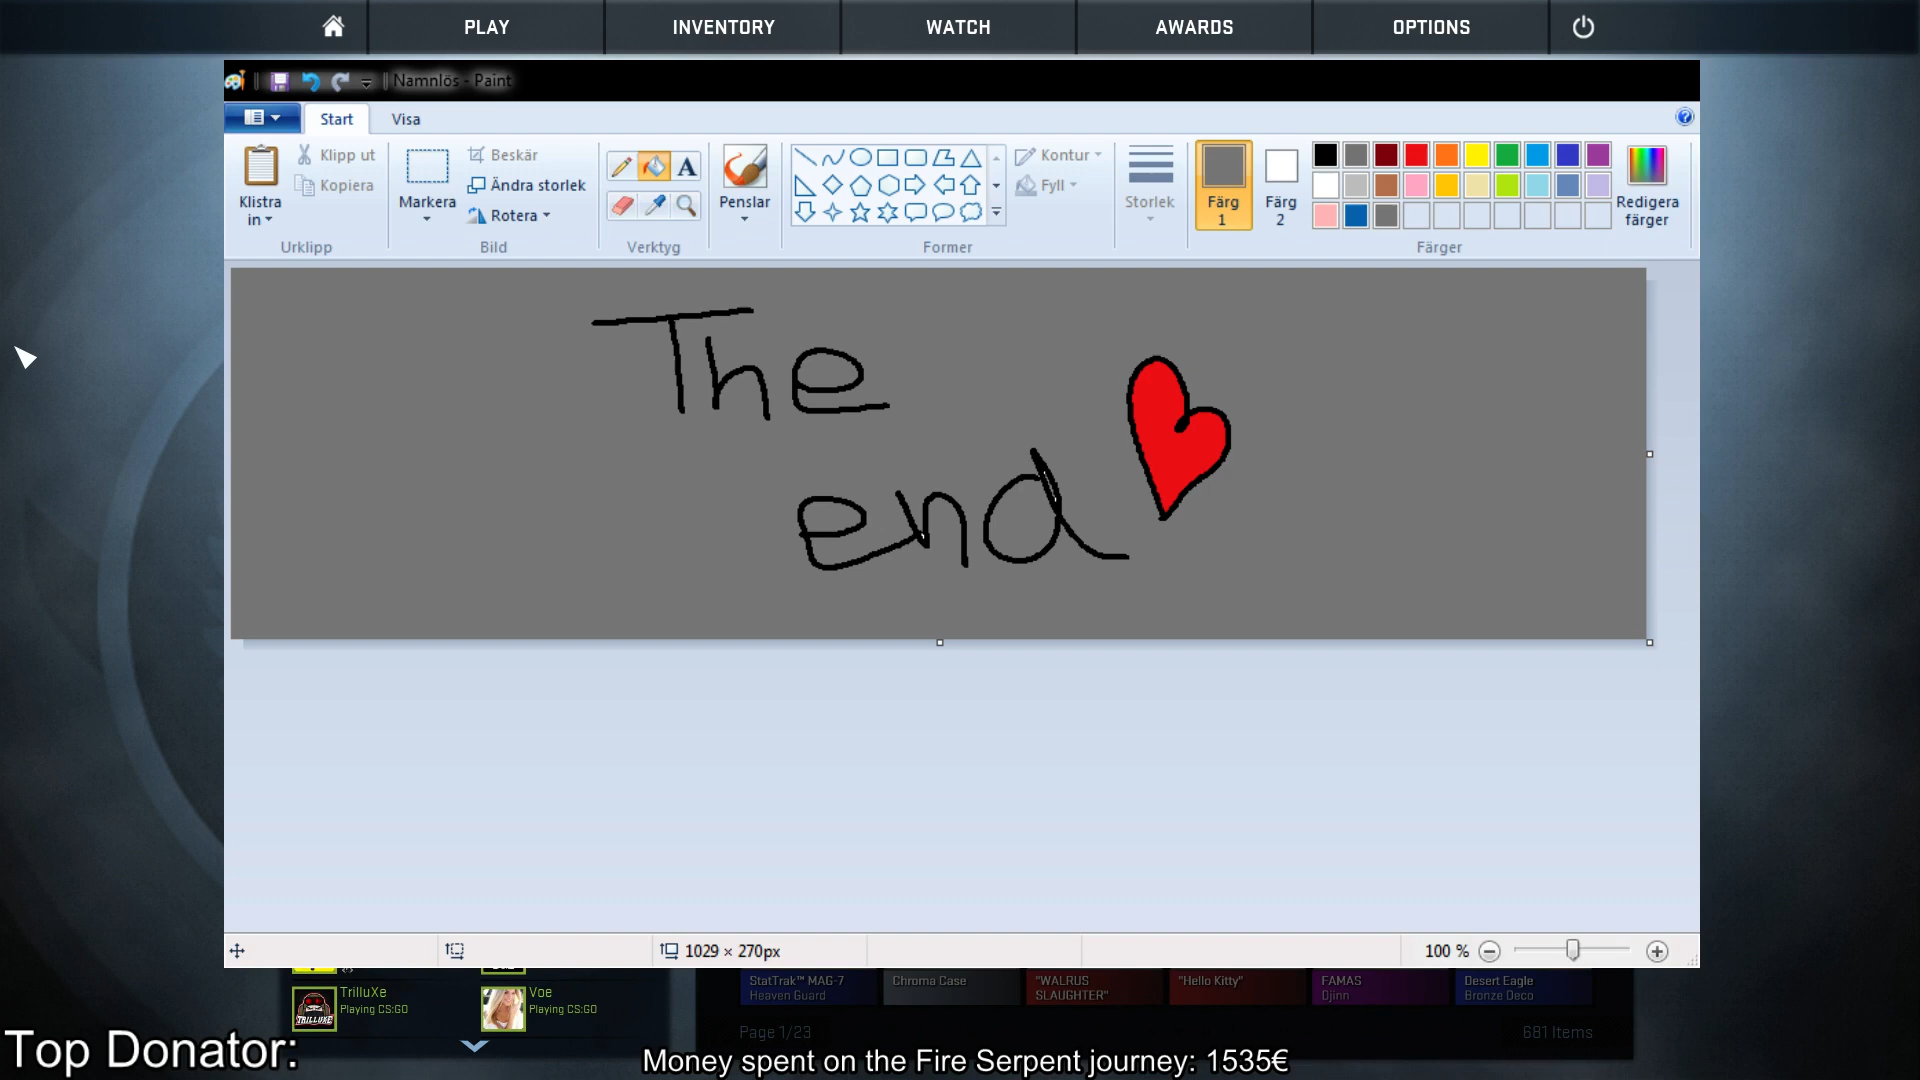 PLAY INVENTORY WATCH AWARDS OPTIONS
Namnlös - Paint
Start Visa
Klistra in
Klipp ut
Kopiera
Urklipp
Markera
Beskär
Ändra storlek
Rotera
Bild
A
Verktyg
Penslar
Former
Kontur
Fyll
Storlek
Färg 1
Färg 2
Redigera färger
Färger
The
end
1029 × 270px
100 %
TrilluXe
Playing CS:GO
TRILLUXE
Voe
Playing CS:GO
StatTrak™ MAG-7
Heaven Guard
Chroma Case
"WALRUS
SLAUGHTER"
"Hello Kitty"
FAMAS
Djinn
Desert Eagle
Bronze Deco
Page 1/23
681 Items
Top Donator:
Money spent on the Fire Serpent journey: 1535€